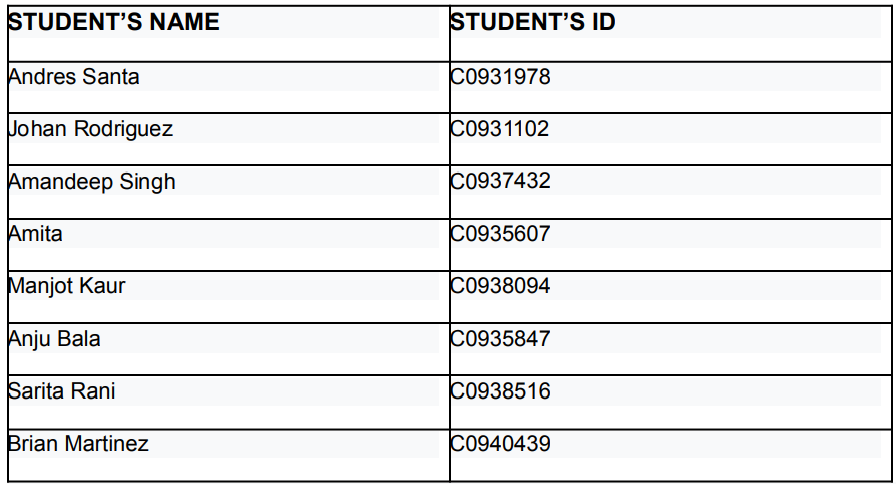 STUDENT’S NAME STUDENT’S ID
Andres Santa C0931978
Johan Rodriguez C0931102
Amandeep Singh C0937432
Amita C0935607
Manjot Kaur C0938094
Anju Bala C0935847
Sarita Rani C0938516
Brian Martinez C0940439